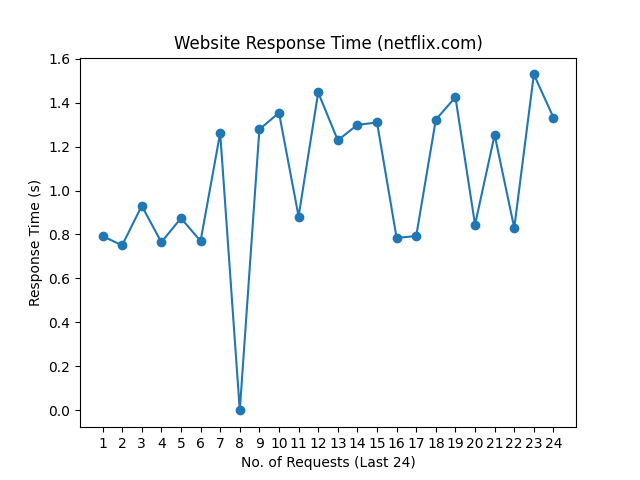 Website Response Time (netflix.com)
1.6
1.4
1.2
1.0
0.8
0.6
0.4
0.2
0.0
Response Time (s)
1 2 3 4 5 6 7 8 9 10 11 12 13 14 15 16 17 18 19 20 21 22 23 24
No. of Requests (Last 24)